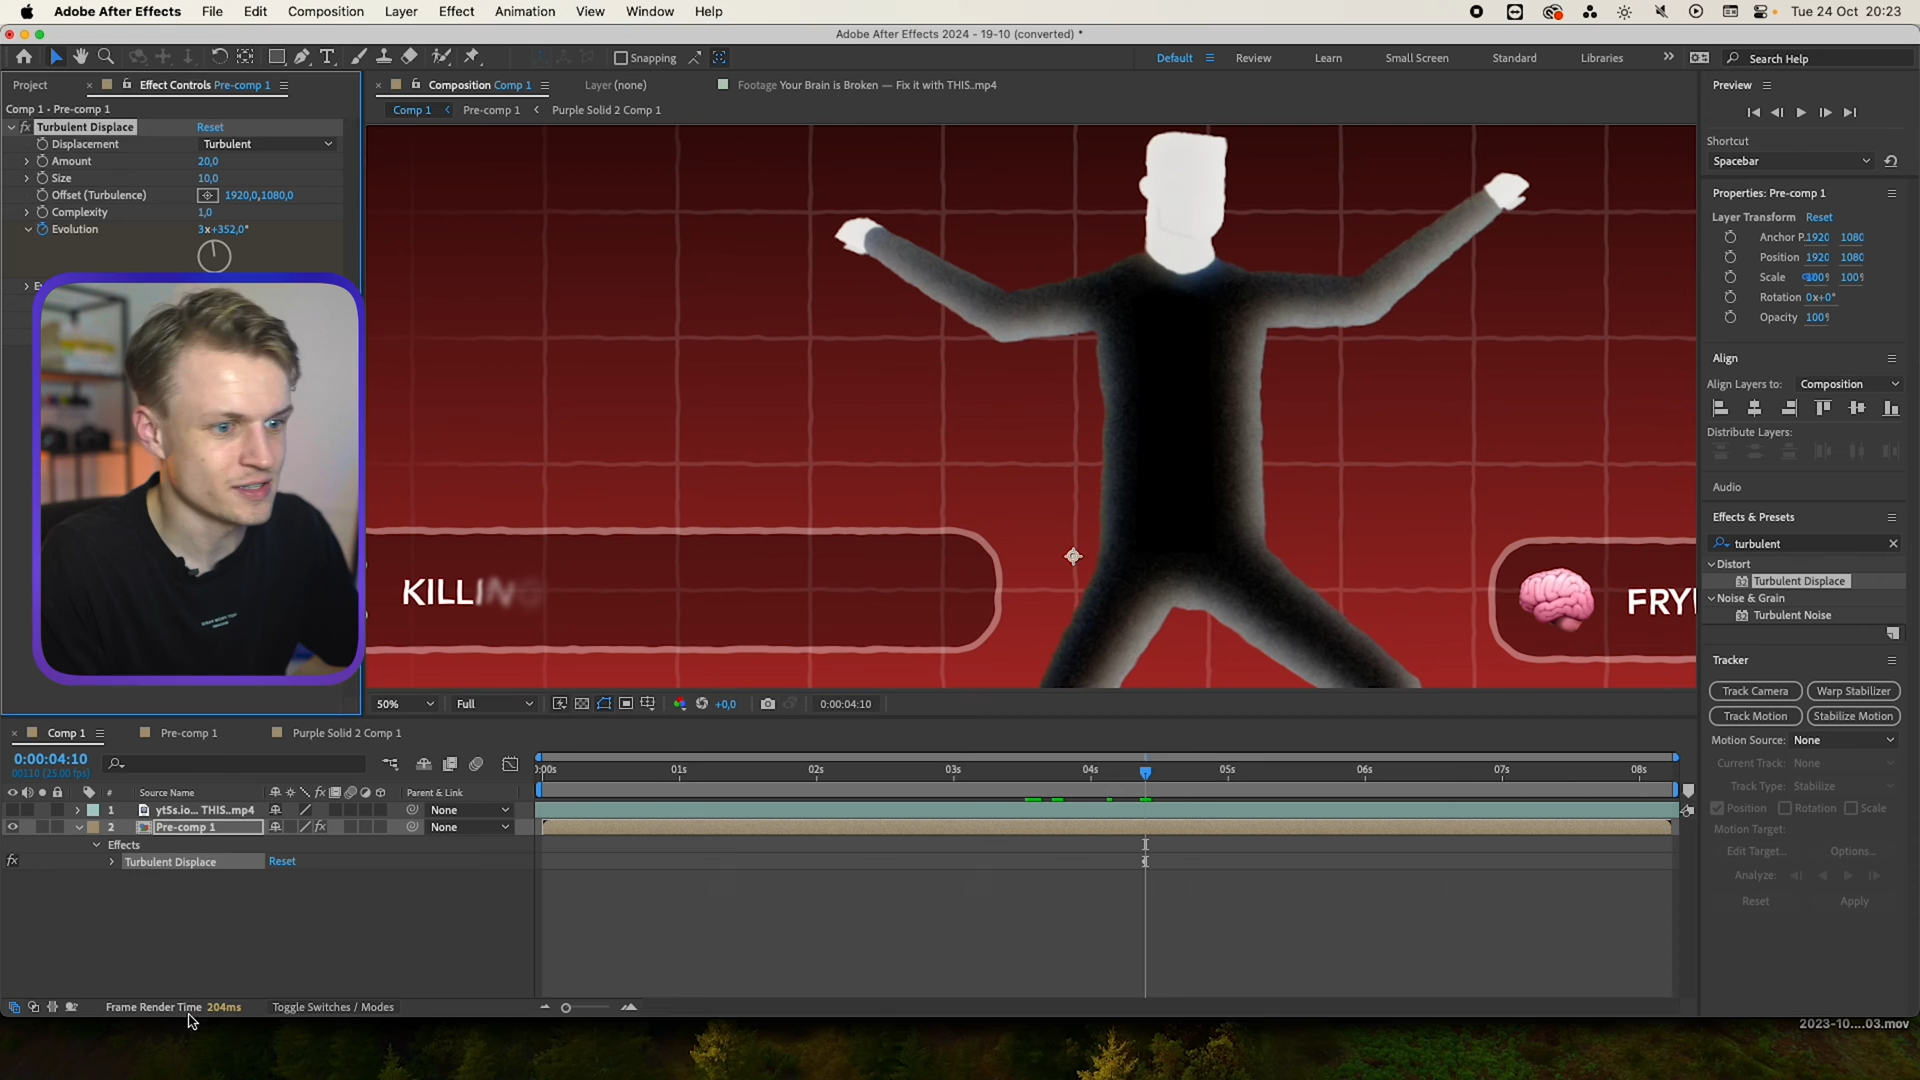 Adobe After Effects File Edit Composition Layer Effect Animation View Window Help Tue 24 Oct 20:23
Adobe After Effects 2024 - 19-10 (converted) *
Snapping Default Review Learn Small Screen Standard Libraries Search Help
Project Effect Controls Pre-comp 1 Composition Comp 1 Layer (none) Footage Your Brain is Broken — Fix it with THIS..mp4 Preview
Comp 1 • Pre-comp 1 Comp 1 Pre-comp 1 Purple Solid 2 Comp 1
Turbulent Displace Reset
Displacement Turbulent
Amount 20,0
Size 10,0
Offset (Turbulence) 1920,0,1080,0
Complexity 1,0
Evolution 3x+352,0°
KILLING
FRY
Shortcut
Spacebar
Properties: Pre-comp 1
Layer Transform Reset
Anchor P. 1920 1080
Position 1920 1080
Scale 100% 100%
Rotation 0x+0°
Opacity 100%
Align
Align Layers to: Composition
Distribute Layers:
Audio
Effects & Presets
turbulent
Distort
Turbulent Displace
Noise & Grain
Turbulent Noise
Tracker
Track Camera Warp Stabilizer
Track Motion Stabilize Motion
Motion Source: None
Current Track: None
Track Type: Stabilize
Position Rotation Scale
Motion Target:
Edit Target... Options...
Analyze:
Reset Apply
50% Full +0,0 0:00:04:10
Comp 1 Pre-comp 1 Purple Solid 2 Comp 1
0:00:04:10
00110 (25.00 fps)
:00s 01s 02s 03s 04s 05s 06s 07s 08s
# Source Name Parent & Link
1 yt5s.io... THIS..mp4 None
2 Pre-comp 1 None
Effects
Turbulent Displace Reset
Frame Render Time 204ms Toggle Switches / Modes
2023-10....03.mov